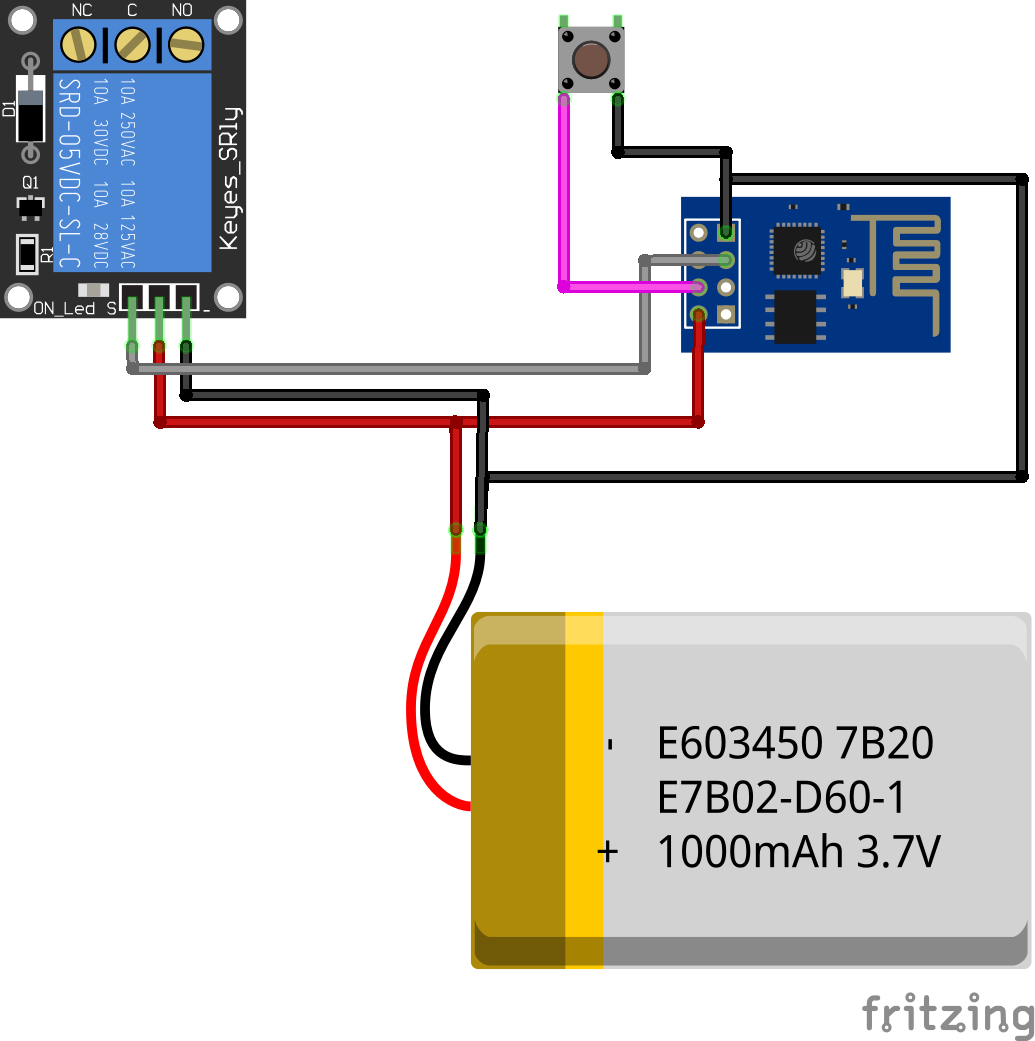 NC C NO
D1
Q1
R1
SRD-05VDC-SL-C
10A 30VDC 10A 28VDC
10A 250VAC 10A 125VAC
Keyes_SRly
ON_Led S -
- E603450 7B20
E7B02-D60-1
+ 1000mAh 3.7V
fritzing